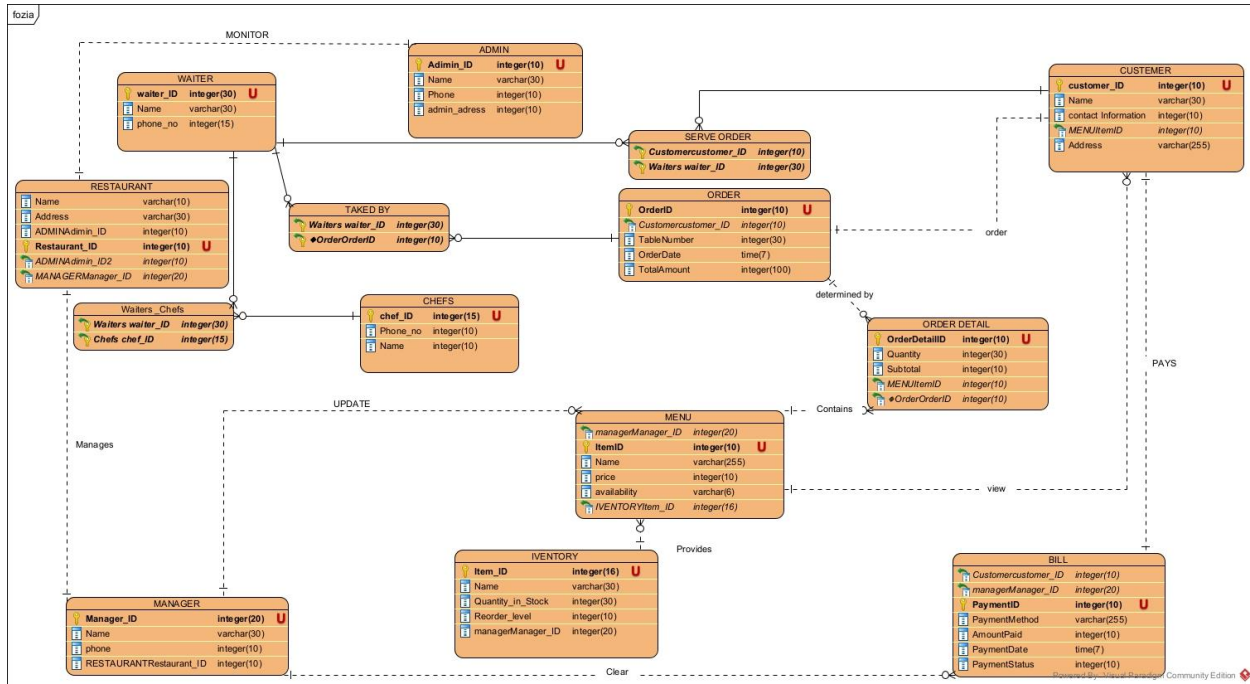 fozia
MONITOR
ADMIN
Adimin_ID integer(10) U
Name varchar(30)
Phone integer(10)
admin_adress integer(10)
WAITER
waiter_ID integer(30) U
Name varchar(30)
phone_no integer(15)
CUSTEMER
customer_ID integer(10) U
Name varchar(30)
contact Information integer(10)
MENUItemID integer(10)
Address varchar(255)
SERVE ORDER
Customercustomer_ID integer(10)
Waiters waiter_ID integer(30)
RESTAURANT
Name varchar(10)
Address varchar(30)
ADMINAdimin_ID integer(10)
Restaurant_ID integer(10) U
ADMINAdimin_ID2 integer(10)
MANAGERManager_ID integer(20)
TAKED BY
Waiters waiter_ID integer(30)
◆OrderOrderID integer(10)
ORDER
OrderID integer(10) U
Customercustomer_ID integer(10)
TableNumber integer(30)
OrderDate time(7)
TotalAmount integer(100)
order
determined by
Waiters_Chefs
Waiters waiter_ID integer(30)
Chefs chef_ID integer(15)
CHEFS
chef_ID integer(15) U
Phone_no integer(10)
Name integer(10)
ORDER DETAIL
OrderDetailID integer(10) U
Quantity integer(30)
Subtotal integer(10)
MENUItemID integer(10)
◆OrderOrderID integer(10)
PAYS
UPDATE
Contains
MENU
managerManager_ID integer(20)
ItemID integer(10) U
Name varchar(255)
price integer(10)
availability varchar(6)
IVENTORYItem_ID integer(16)
Manages
view
Provides
IVENTORY
Item_ID integer(16) U
Name varchar(30)
Quantity_in_Stock integer(30)
Reorder_level integer(10)
managerManager_ID integer(20)
BILL
Customercustomer_ID integer(10)
managerManager_ID integer(20)
PaymentID integer(10) U
PaymentMethod varchar(255)
AmountPaid integer(10)
PaymentDate time(7)
PaymentStatus integer(10)
MANAGER
Manager_ID integer(20) U
Name varchar(30)
phone integer(10)
RESTAURANTRestaurant_ID integer(10)
Clear
Powered By Visual Paradigm Community Edition